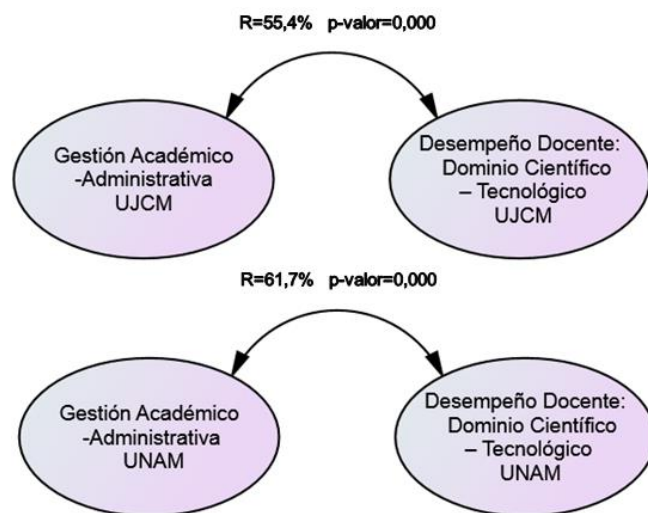 R=55,4% p-valor=0,000
Gestión Académico
-Administrativa
UJCM
Desempeño Docente:
Dominio Científico
– Tecnológico
UJCM
R=61,7% p-valor=0,000
Gestión Académico
-Administrativa
UNAM
Desempeño Docente:
Dominio Científico
– Tecnológico
UNAM